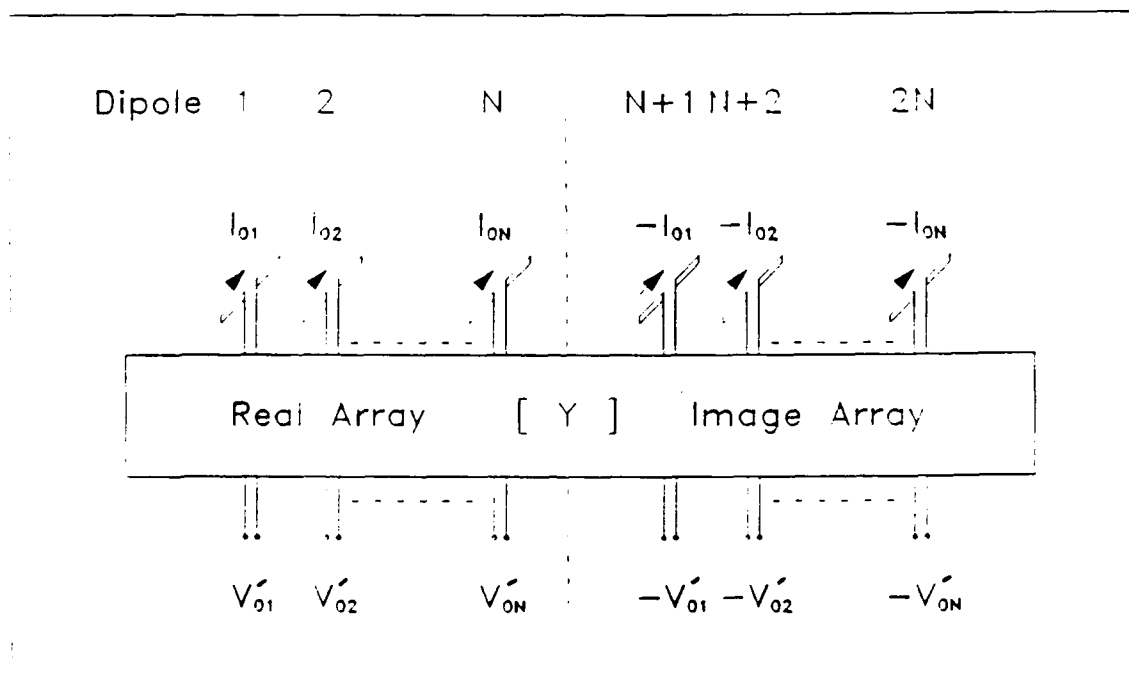 Dipole 1 2 N N+1 N+2 2N
I01 I02 I0N −I01 −I02 −I0N
Real Array [ Y ] Image Array
V′01 V′02 V′0N −V′01 −V′02 −V′0N